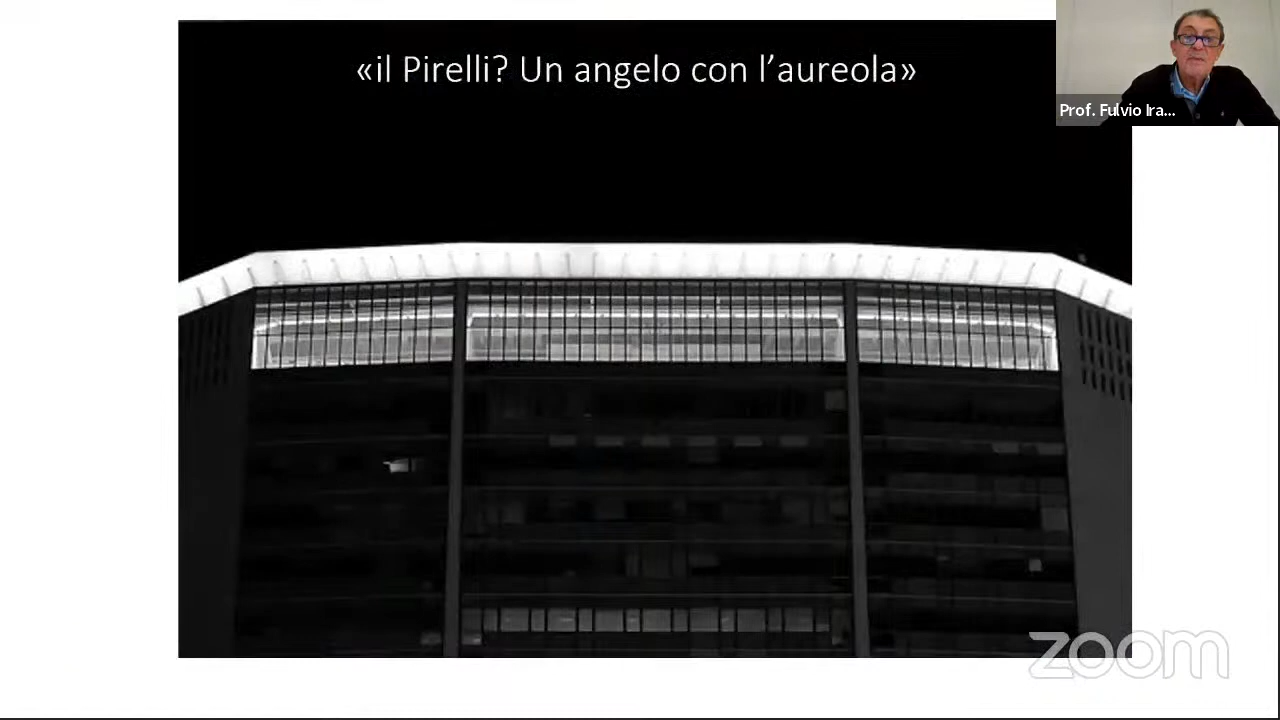 «il Pirelli? Un angelo con l’aureola»
Prof. Fulvio Ira...
zoom